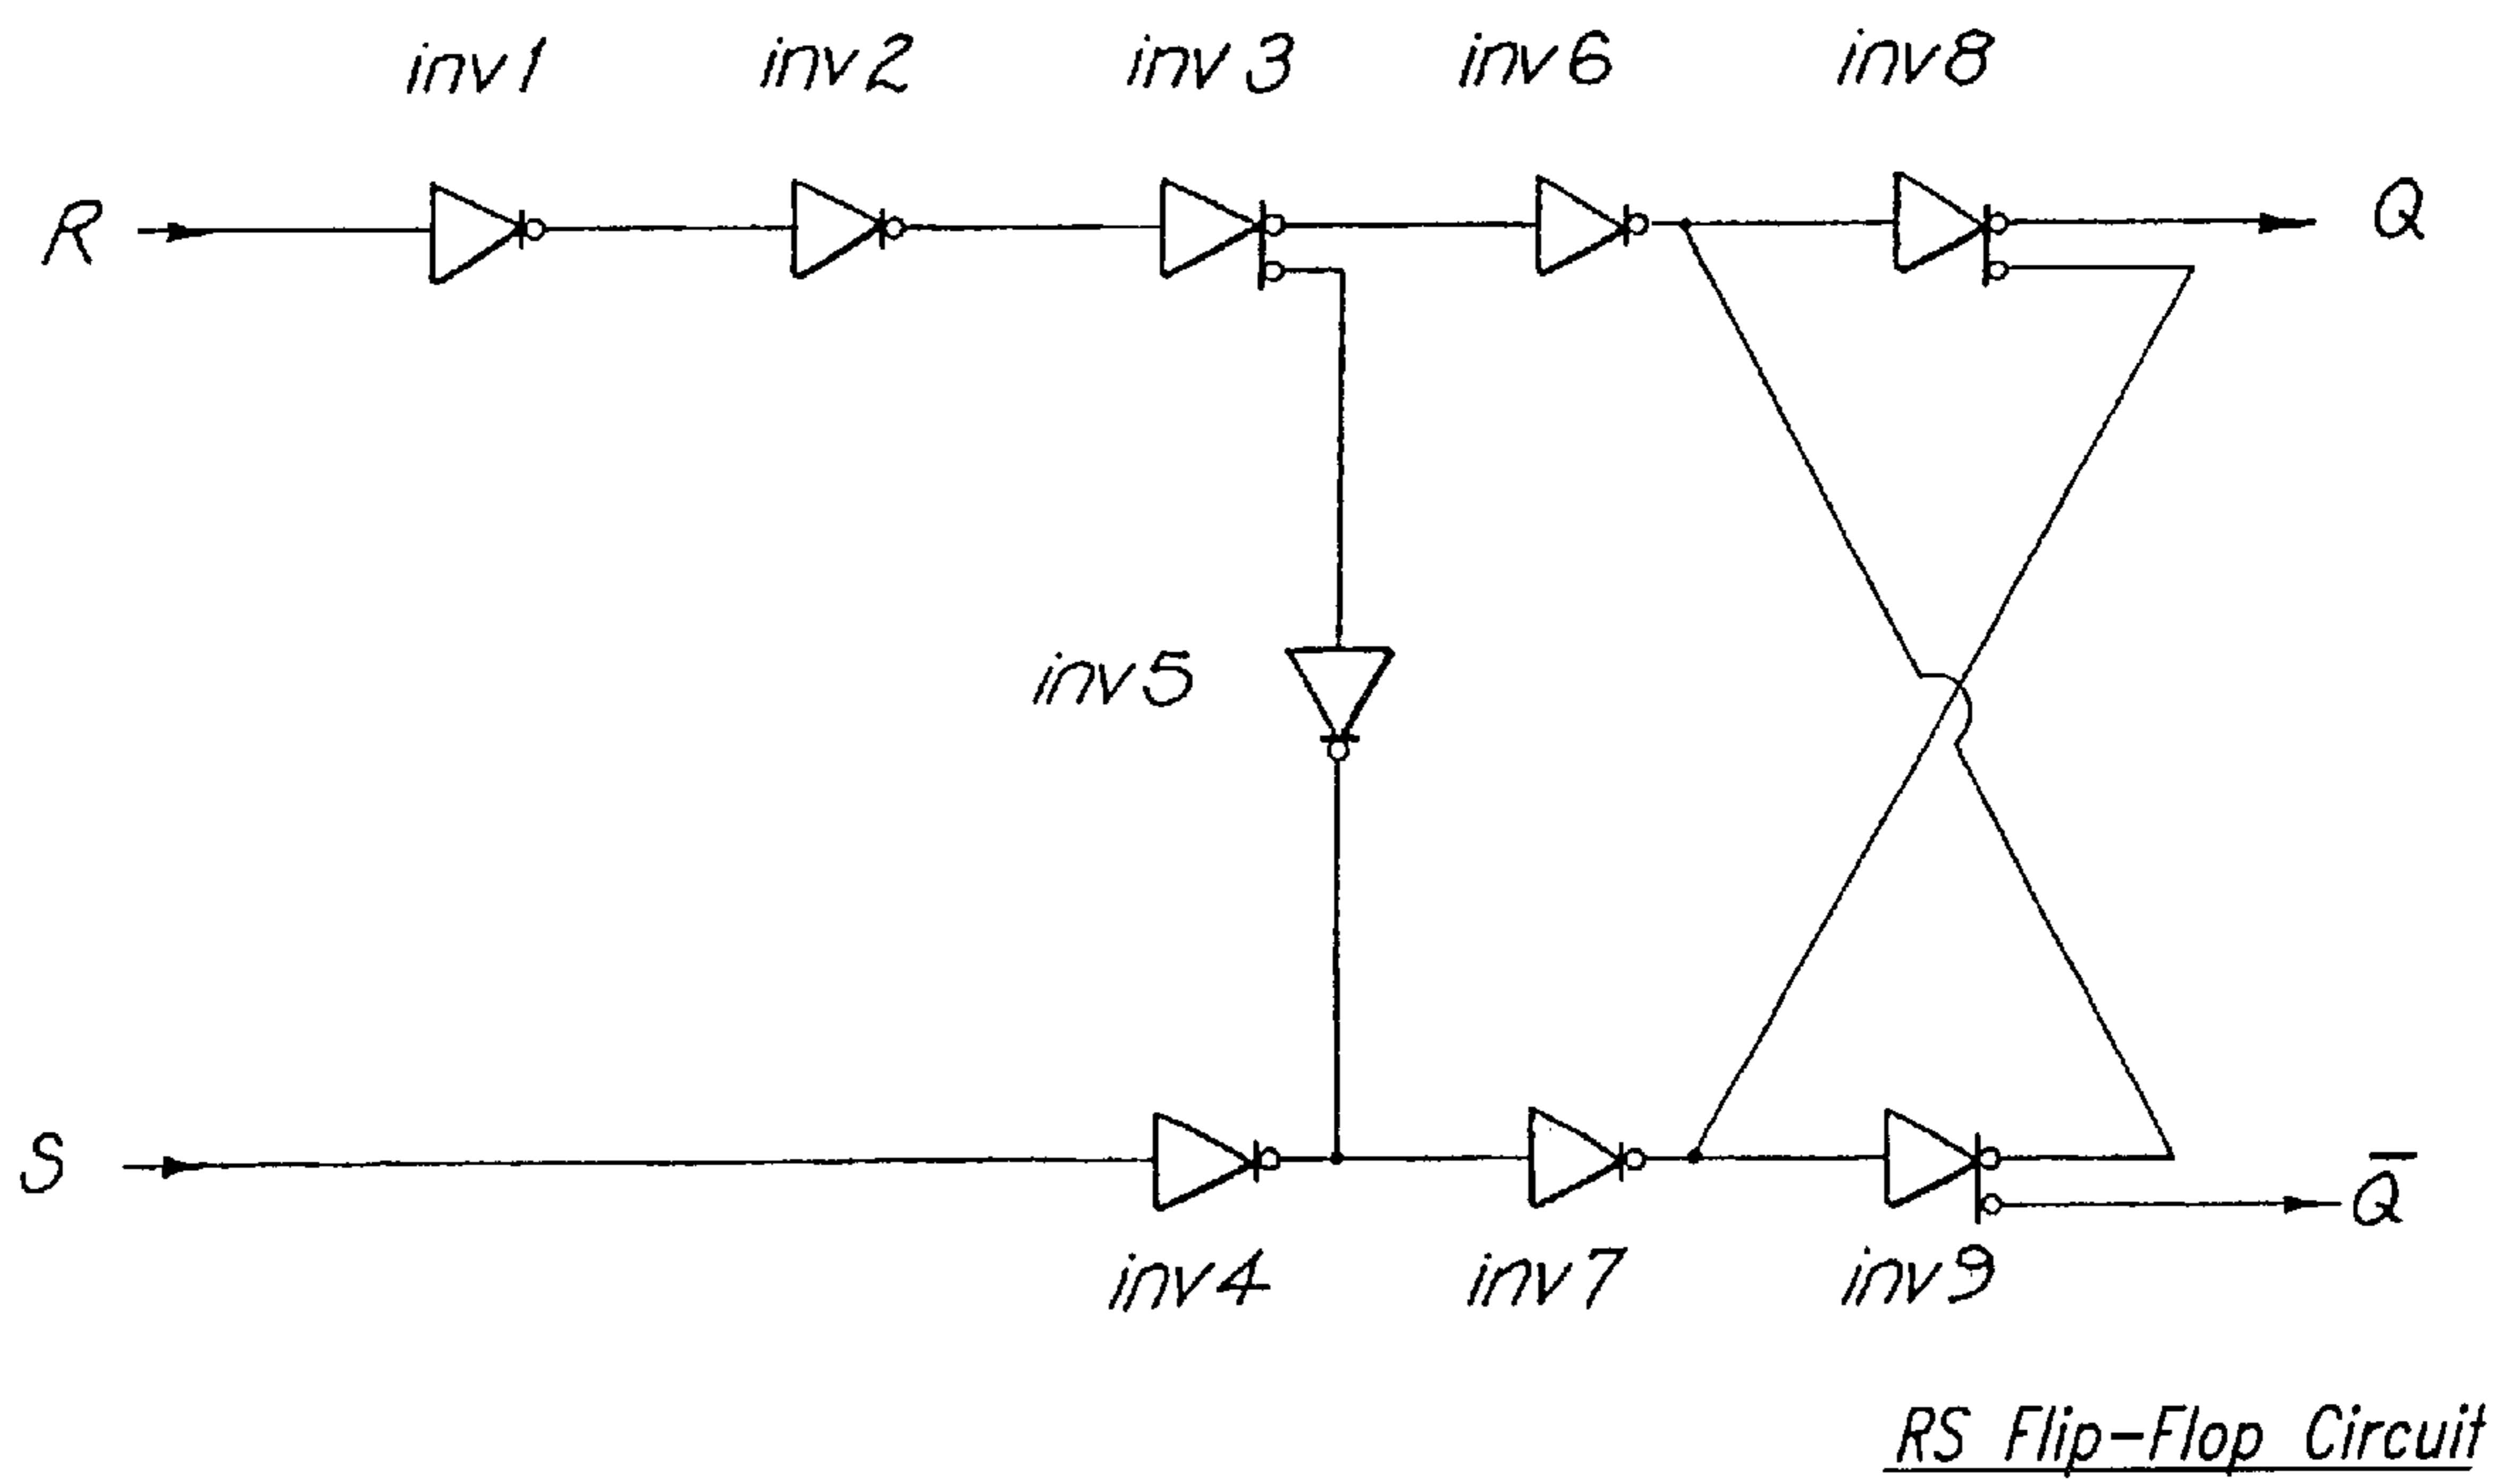 inv1 inv2 inv3 inv6 inv8
R Q
inv5
S Q̅
inv4 inv7 inv9
RS Flip-Flop Circuit